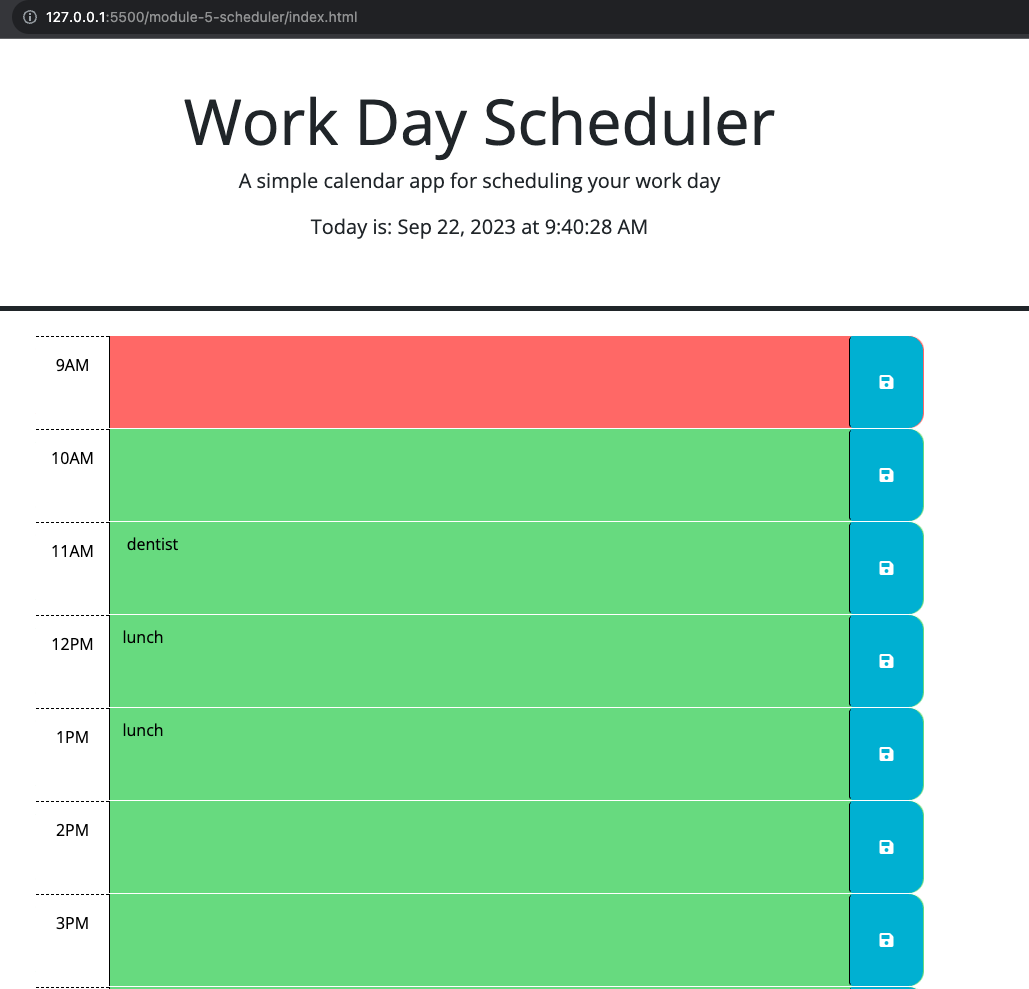 127.0.0.1:5500/module-5-scheduler/index.html
Work Day Scheduler
A simple calendar app for scheduling your work day
Today is: Sep 22, 2023 at 9:40:28 AM
9AM
10AM
11AM dentist
12PM lunch
1PM lunch
2PM
3PM